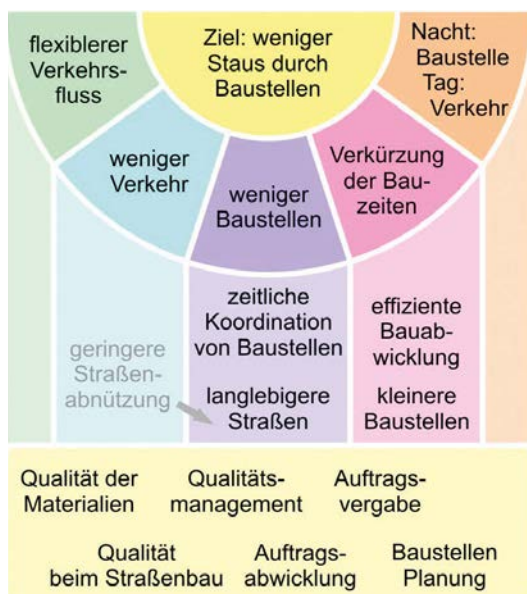 flexiblerer
Verkehrs-
fluss
Ziel: weniger
Staus durch
Baustellen
Nacht:
Baustelle
Tag:
Verkehr
weniger
Verkehr
weniger
Baustellen
Verkürzung
der Bau-
zeiten
geringere
Straßen-
abnützung
zeitliche
Koordination
von Baustellen
langlebigere
Straßen
effiziente
Bauab-
wicklung
kleinere
Baustellen
Qualität der
Materialien
Qualitäts-
management
Auftrags-
vergabe
Qualität
beim Straßenbau
Auftrags-
abwicklung
Baustellen
Planung